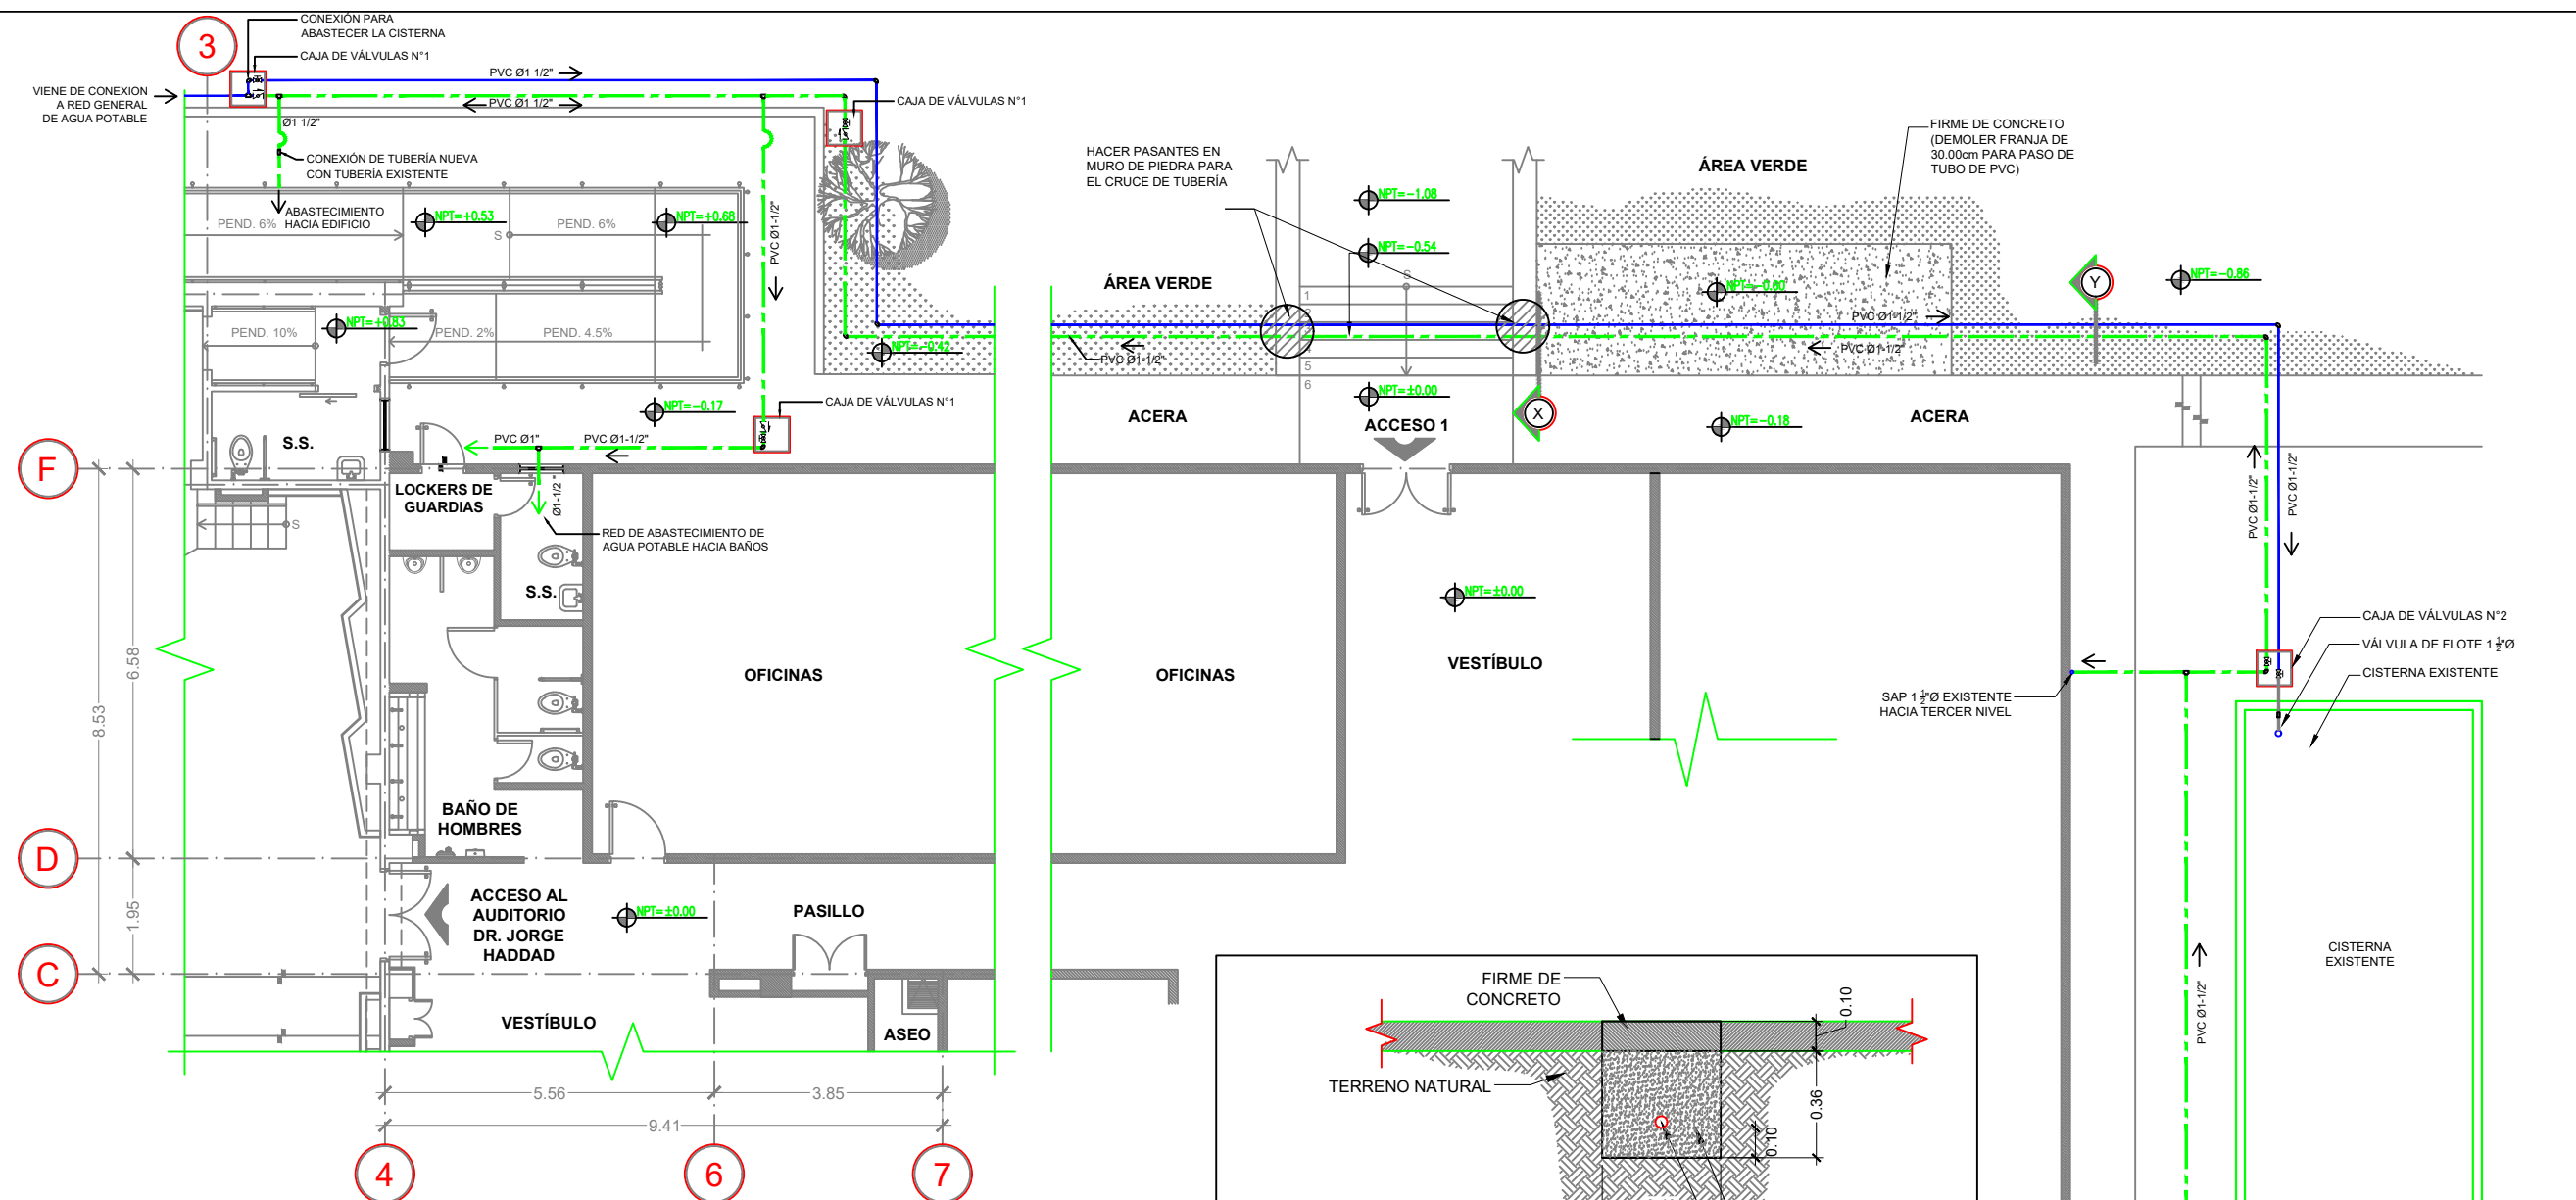 CONEXIÓN PARA
ABASTECER LA CISTERNA
3
CAJA DE VÁLVULAS N°1
VIENE DE CONEXION
A RED GENERAL
DE AGUA POTABLE
PVC Ø1 1/2"
PVC Ø1 1/2"
CAJA DE VÁLVULAS N°1
Ø1 1/2"
CONEXIÓN DE TUBERÍA NUEVA
CON TUBERÍA EXISTENTE
ABASTECIMIENTO
HACIA EDIFICIO
PEND. 6%
NPT=+0.53
S
PEND. 6%
NPT=+0.68
PVC Ø1-1/2"
HACER PASANTES EN
MURO DE PIEDRA PARA
EL CRUCE DE TUBERÍA
NPT=-1.08
NPT=-0.54
S
ÁREA VERDE
FIRME DE CONCRETO
(DEMOLER FRANJA DE
30.00cm PARA PASO DE
TUBO DE PVC)
ÁREA VERDE
NPT=-0.60
Y
NPT=-0.86
PEND. 10%
NPT=+0.83
PEND. 2%
PEND. 4.5%
NPT=-0.42
PVC Ø1-1/2"
1
5
6
PVC Ø1-1/2"
PVC Ø1-1/2"
NPT=-0.17
CAJA DE VÁLVULAS N°1
ACERA
NPT=±0.00
ACCESO 1
X
NPT=-0.18
ACERA
S.S.
PVC Ø1"
PVC Ø1-1/2"
F
LOCKERS DE
GUARDIAS
Ø1-1/2 "
S
RED DE ABASTECIMIENTO DE
AGUA POTABLE HACIA BAÑOS
S.S.
NPT=±0.00
PVC Ø1-1/2"
PVC Ø1-1/2"
CAJA DE VÁLVULAS N°2
VÁLVULA DE FLOTE 1 1/2"Ø
CISTERNA EXISTENTE
6.58
8.53
OFICINAS
OFICINAS
VESTÍBULO
SAP 1 1/2"Ø EXISTENTE
HACIA TERCER NIVEL
BAÑO DE
HOMBRES
D
1.95
ACCESO AL
AUDITORIO
DR. JORGE
HADDAD
NPT=±0.00
PASILLO
CISTERNA
EXISTENTE
C
VESTÍBULO
ASEO
PVC Ø1-1/2"
FIRME DE
CONCRETO
0.10
TERRENO NATURAL
0.36
0.10
5.56
3.85
9.41
4
6
7